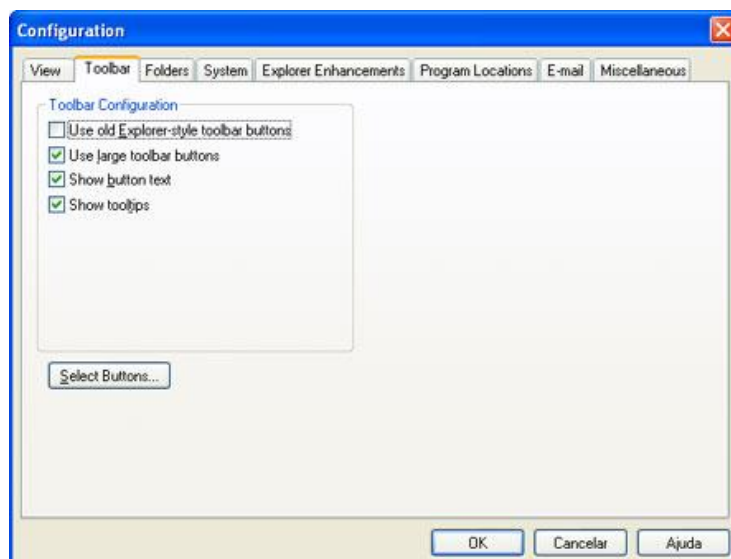 Configuration
View Toolbar Folders System Explorer Enhancements Program Locations E-mail Miscellaneous
Toolbar Configuration
Use old Explorer-style toolbar buttons
Use large toolbar buttons
Show button text
Show tooltips
Select Buttons...
OK Cancelar Ajuda